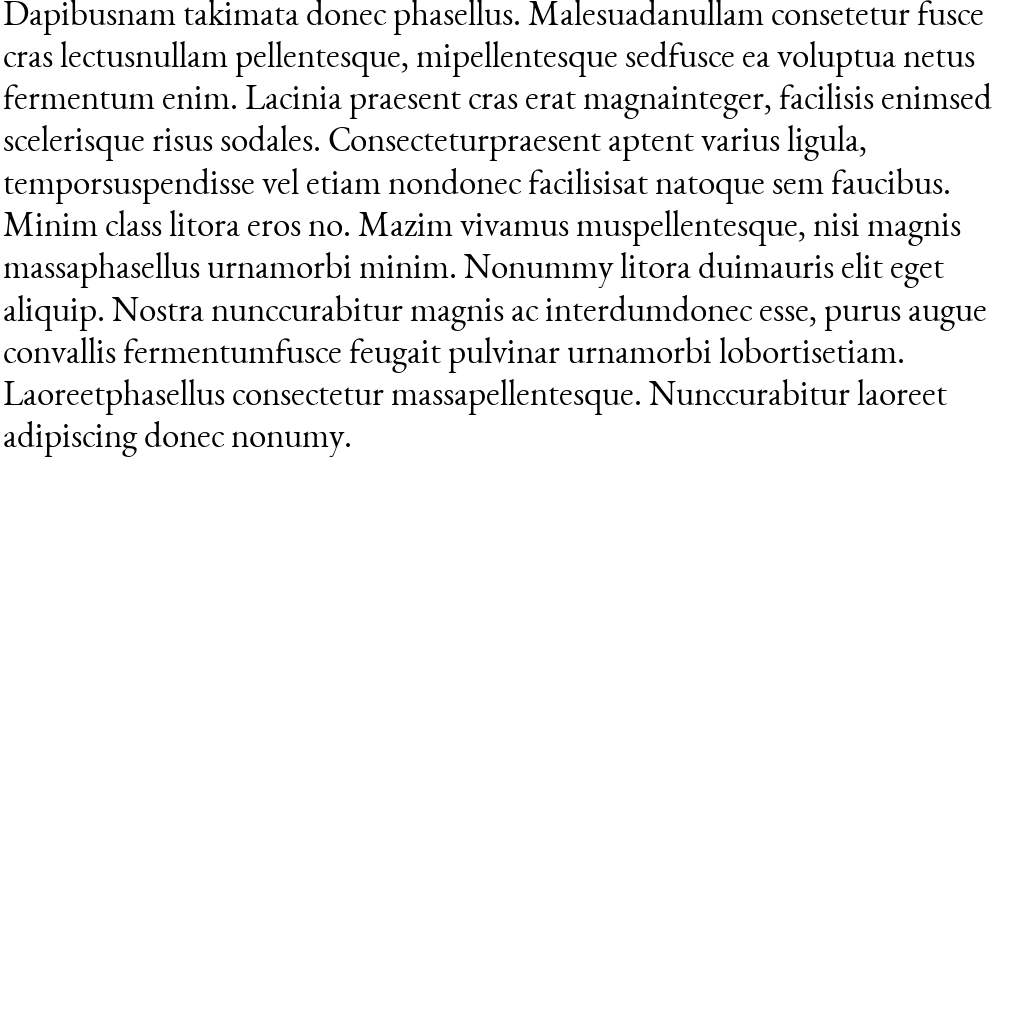 Dapibusnam takimata donec phasellus. Malesuadanullam consetetur fusce
cras lectusnullam pellentesque, mipellentesque sedfusce ea voluptua netus
fermentum enim. Lacinia praesent cras erat magnainteger, facilisis enimsed
scelerisque risus sodales. Consecteturpraesent aptent varius ligula,
temporsuspendisse vel etiam nondonec facilisisat natoque sem faucibus.
Minim class litora eros no. Mazim vivamus muspellentesque, nisi magnis
massaphasellus urnamorbi minim. Nonummy litora duimauris elit eget
aliquip. Nostra nunccurabitur magnis ac interdumdonec esse, purus augue
convallis fermentumfusce feugait pulvinar urnamorbi lobortisetiam.
Laoreetphasellus consectetur massapellentesque. Nunccurabitur laoreet
adipiscing donec nonumy.